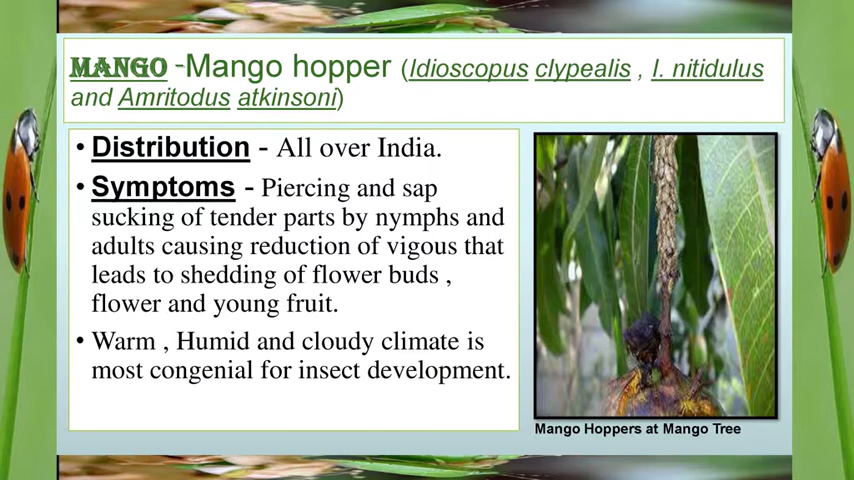 MANGO -Mango hopper (Idioscopus clypealis , I. nitidulus
and Amritodus atkinsoni)
• Distribution - All over India.
• Symptoms - Piercing and sap
sucking of tender parts by nymphs and
adults causing reduction of vigous that
leads to shedding of flower buds ,
flower and young fruit.
• Warm , Humid and cloudy climate is
most congenial for insect development.
Mango Hoppers at Mango Tree